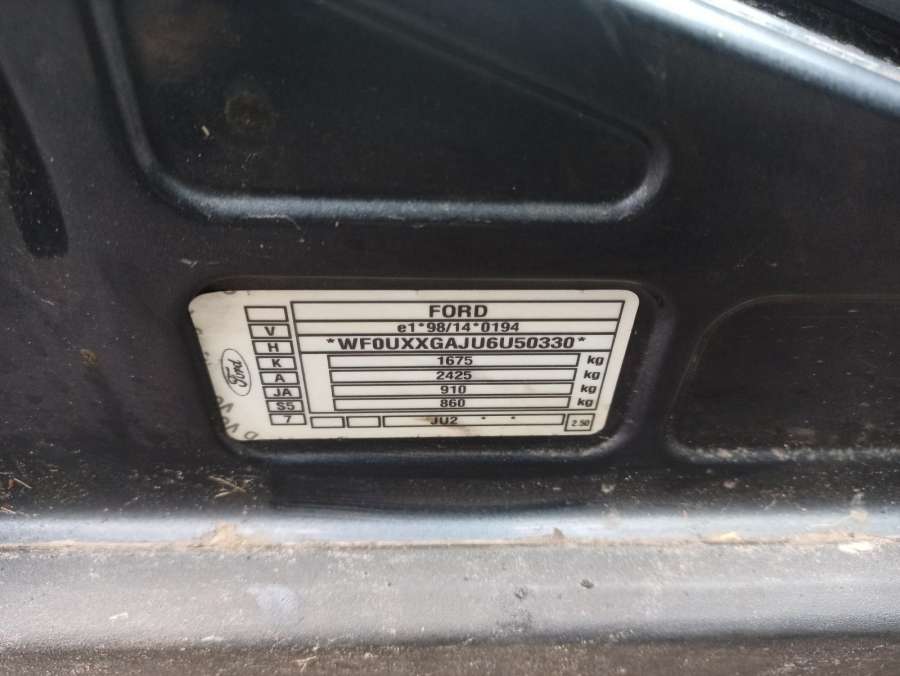 FORD
e1*98/14*0194
*WF0UXXGAJU6U50330*
1675 kg
2425 kg
910 kg
860 kg
JU2
2.50
V
H
K
A
JA
S5
7
Ford